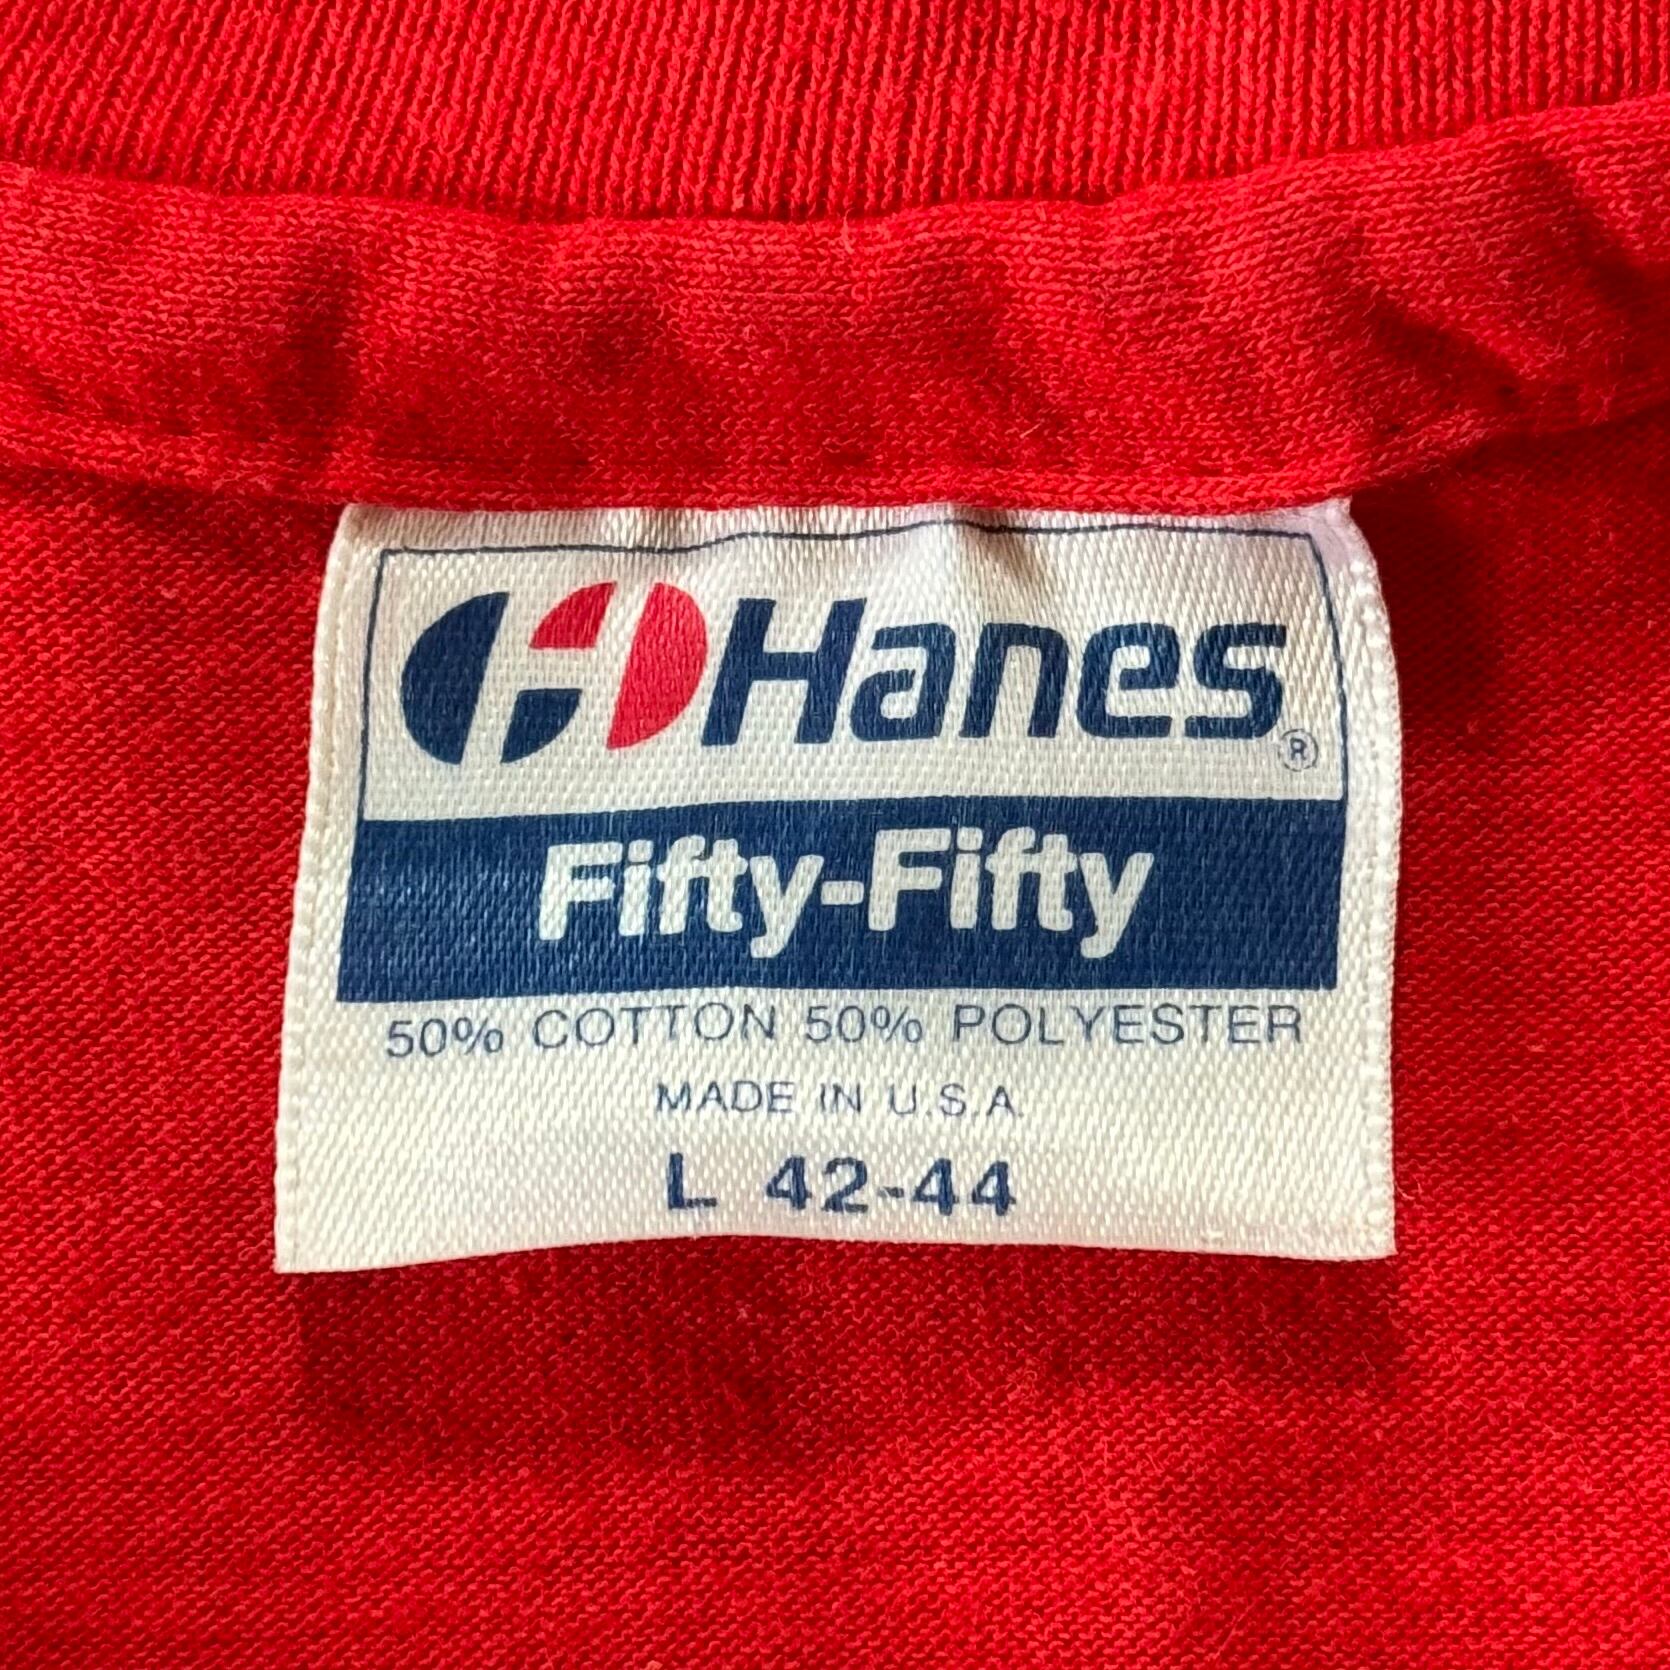 Hanes®
Fifty-Fifty
50% COTTON 50% POLYESTER
MADE IN U.S.A.
L 42-44